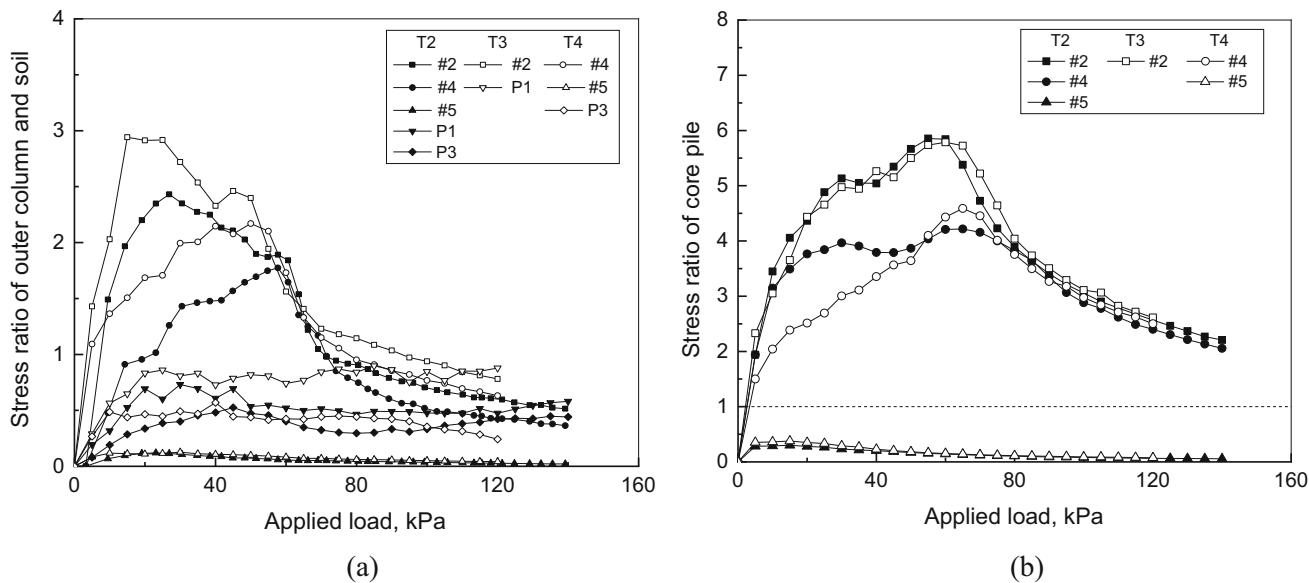 4
3
2
1
0
0 40 80 120 160
Stress ratio of outer column and soil
Applied load, kPa
T2 T3 T4
#2 #2 #4
#4 P1 #5
#5 P3
P1
P3
(a)
8
7
6
5
4
3
2
1
0
0 40 80 120 160
Stress ratio of core pile
Applied load, kPa
T2 T3 T4
#2 #2 #4
#4 #5
#5
(b)